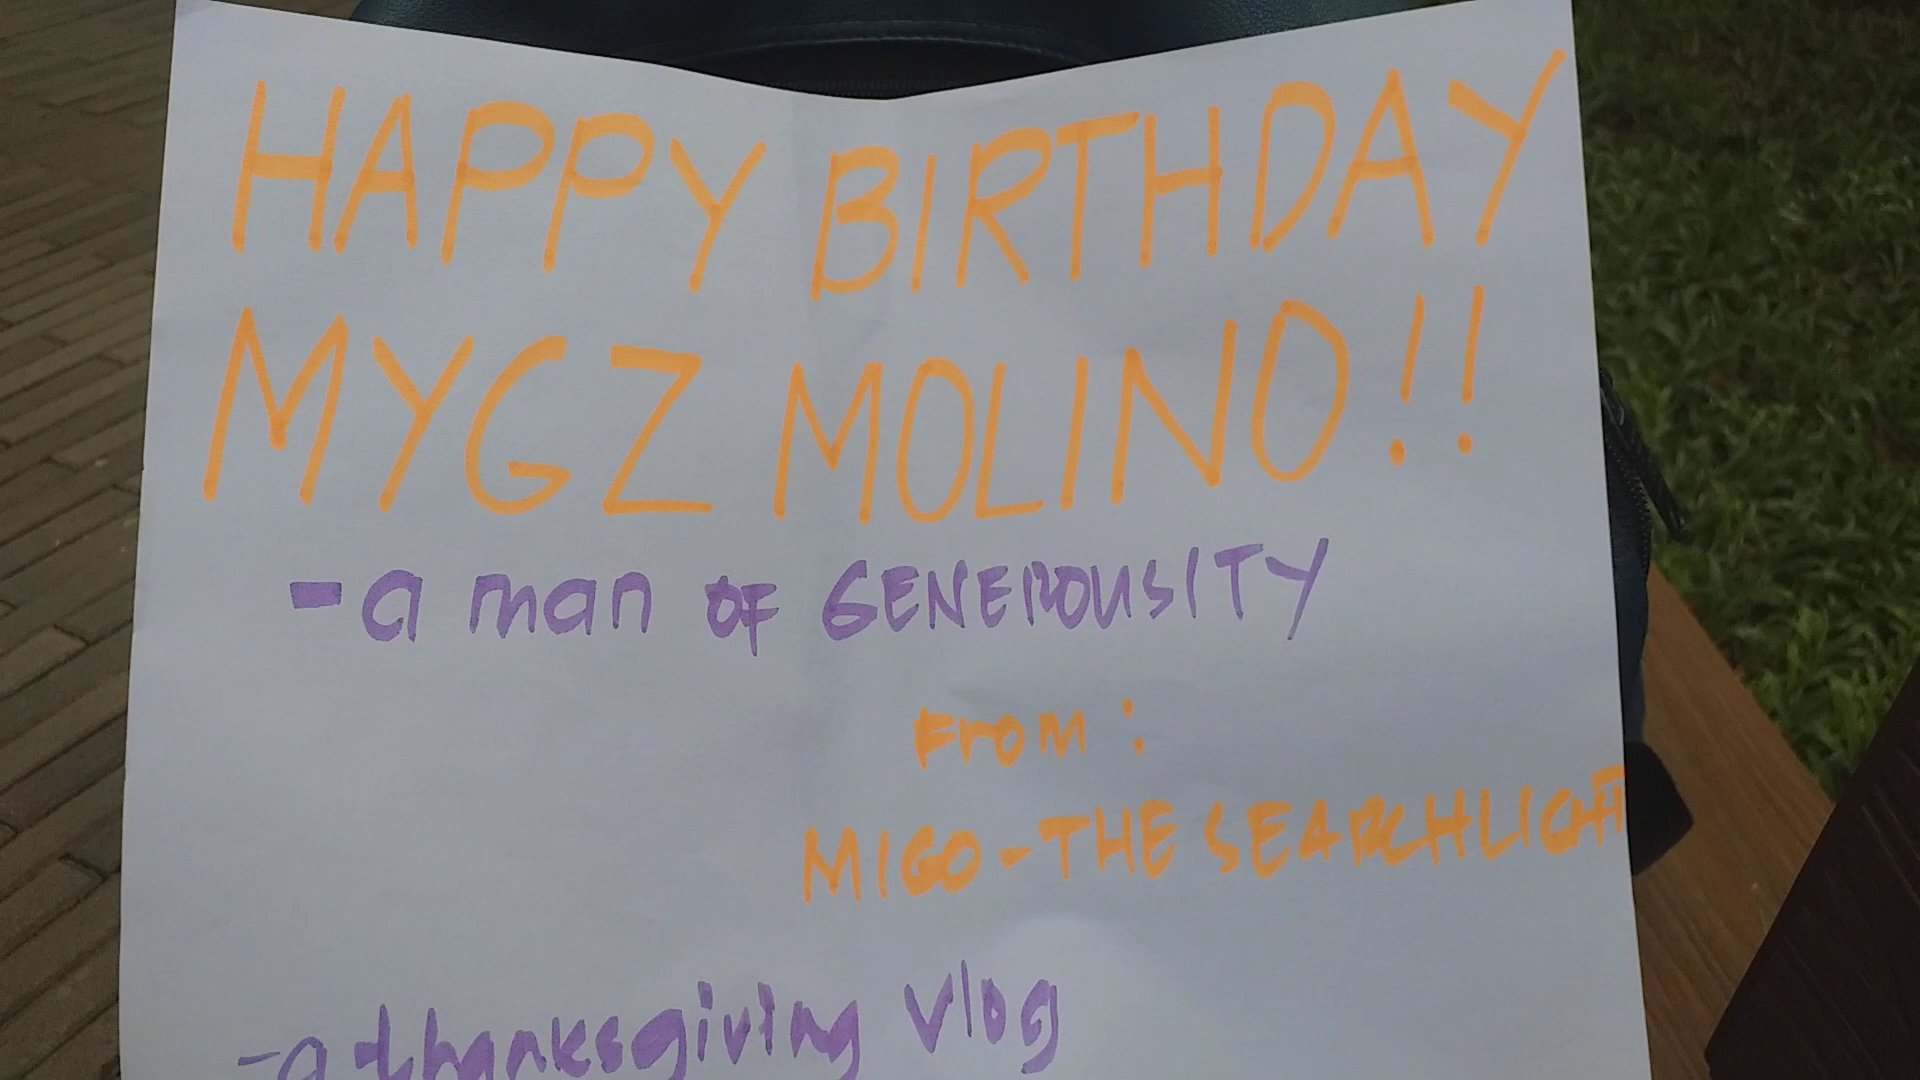 HAPPY BIRTHDAY
MYGZ MOLINO!!
-a man OF GENEROUSITY
From:
MIGO-THE SEARCHLIGHT
-a thanksgiving vlog